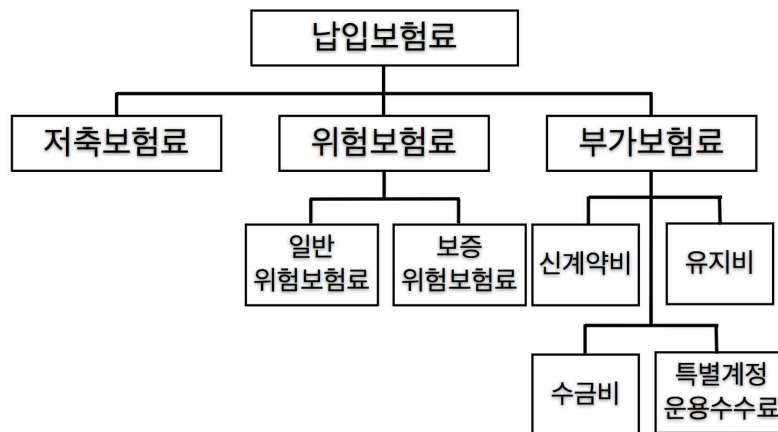 납입보험료
저축보험료
위험보험료
부가보험료
일반
위험보험료
보증
위험보험료
신계약비
유지비
수금비
특별계정
운용수수료